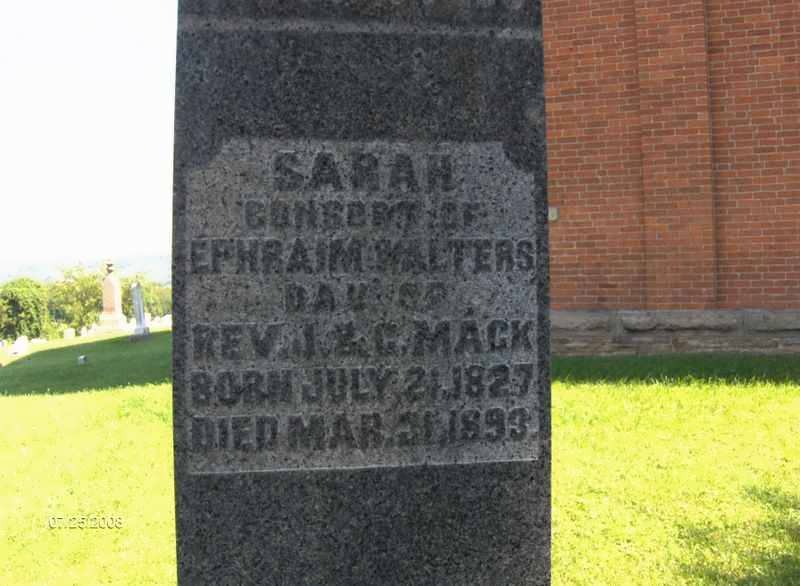 SARAH
CONSORT OF
EPHRAIM WALTERS
DAU. OF
REV. J. & C. MACK
BORN JULY 21, 1827
DIED MAR. 31, 1893
07.25.2008